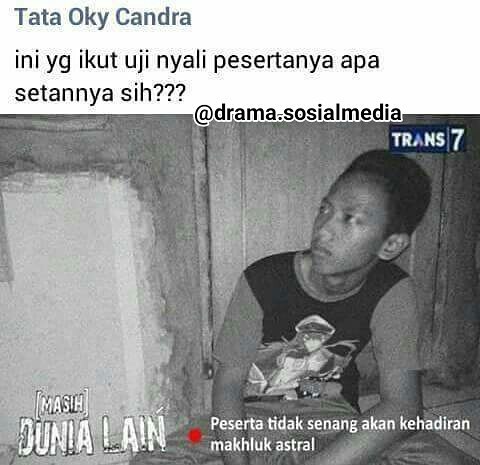 Tata Oky Candra
ini yg ikut uji nyali pesertanya apa
setannya sih???
@drama.sosialmedia
TRANS|7
[MASIH]
DUNIA LAIN
Peserta tidak senang akan kehadiran
makhluk astral